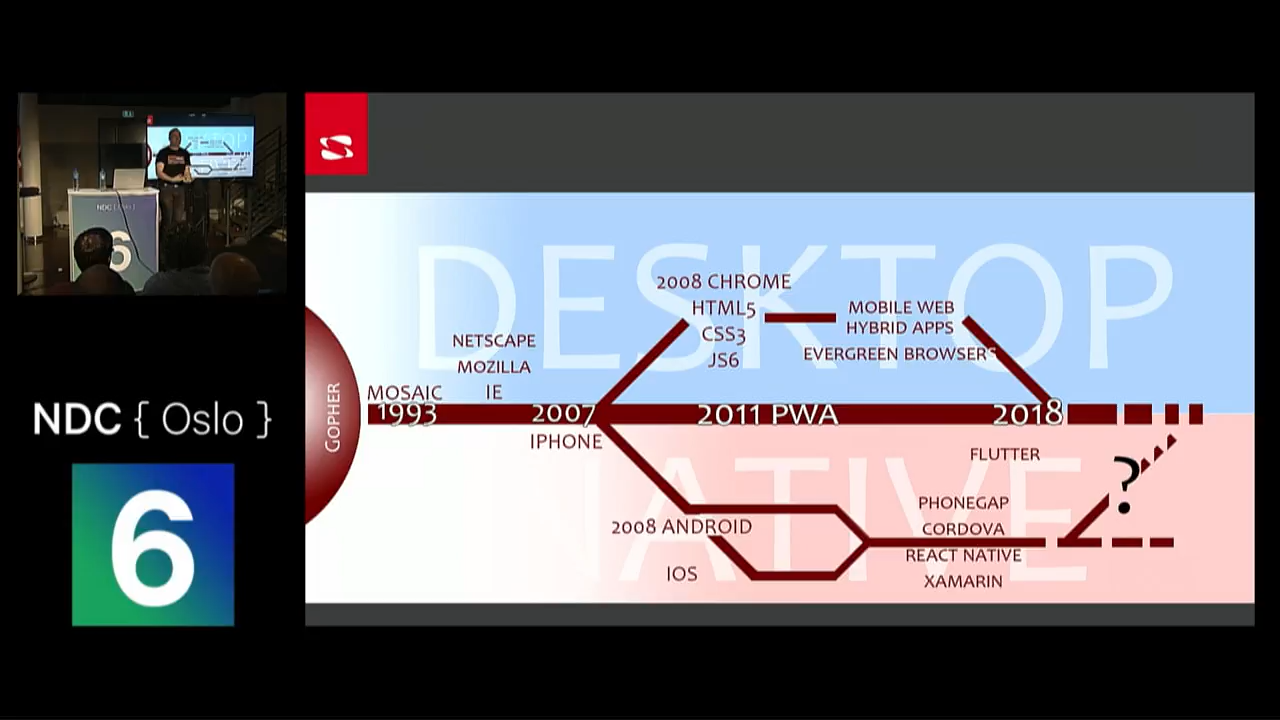 NDC { Oslo }
6
DESKTOP
NATIVE
GOPHER
MOSAIC
1993
NETSCAPE
MOZILLA
IE
2007
IPHONE
2008 CHROME
HTML5
CSS3
JS6
MOBILE WEB
HYBRID APPS
EVERGREEN BROWSERS
2011 PWA
2018
FLUTTER
?
2008 ANDROID
IOS
PHONEGAP
CORDOVA
REACT NATIVE
XAMARIN